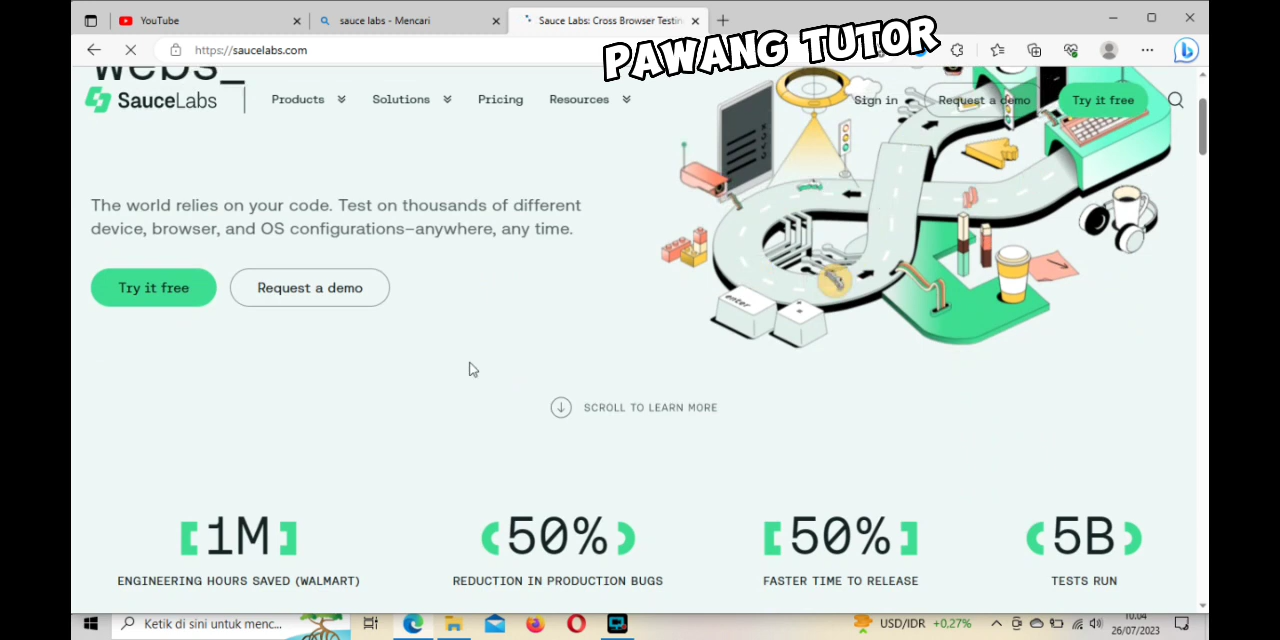 YouTube
sauce labs - Mencari
Sauce Labs: Cross Browser Testin
https://saucelabs.com
PAWANG TUTOR
webs_
SauceLabs
Products
Solutions
Pricing
Resources
Sign in
Request a demo
Try it free
The world relies on your code. Test on thousands of different
device, browser, and OS configurations–anywhere, any time.
Try it free
Request a demo
enter
SCROLL TO LEARN MORE
1M
ENGINEERING HOURS SAVED (WALMART)
50%
REDUCTION IN PRODUCTION BUGS
50%
FASTER TIME TO RELEASE
5B
TESTS RUN
Ketik di sini untuk menc...
USD/IDR +0,27%
10.04
26/07/2023